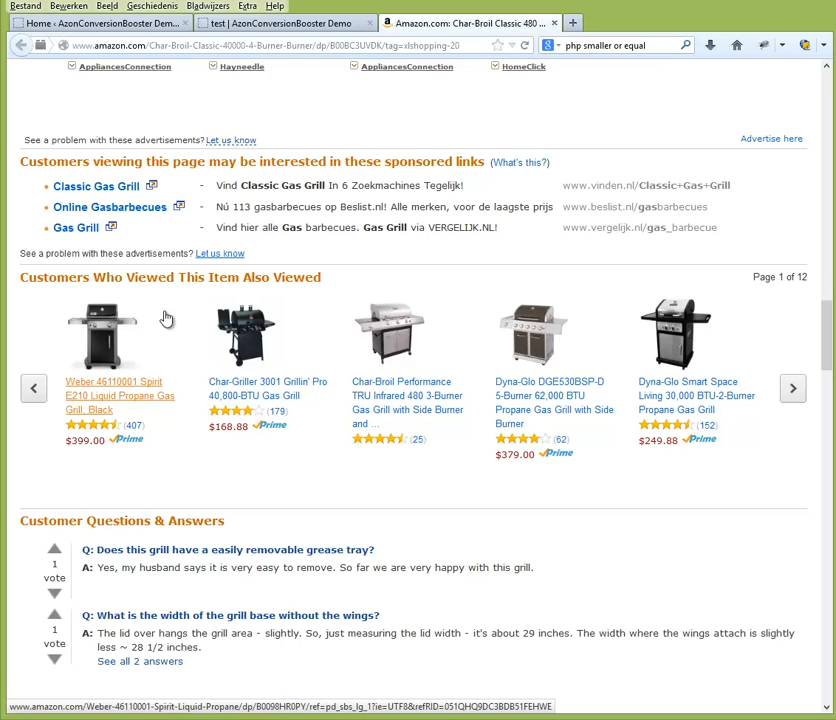 Bestand Bewerken Beeld Geschiedenis Bladwijzers Extra Help
Home ‹ AzonConversionBooster Dem... × test | AzonConversionBooster Demo × Amazon.com: Char-Broil Classic 480 ... × +
www.amazon.com/Char-Broil-Classic-40000-4-Burner-Burner/dp/B00BC3UVDK/tag=xlshopping-20 php smaller or equal
AppliancesConnection Hayneedle AppliancesConnection HomeClick
See a problem with these advertisements? Let us know Advertise here
Customers viewing this page may be interested in these sponsored links (What's this?)
• Classic Gas Grill - Vind Classic Gas Grill In 6 Zoekmachines Tegelijk! www.vinden.nl/Classic+Gas+Grill
• Online Gasbarbecues - Nú 113 gasbarbecues op Beslist.nl! Alle merken, voor de laagste prijs www.beslist.nl/gasbarbecues
• Gas Grill - Vind hier alle Gas barbecues. Gas Grill via VERGELIJK.NL! www.vergelijk.nl/gas_barbecue
See a problem with these advertisements? Let us know
Customers Who Viewed This Item Also Viewed Page 1 of 12
Weber 46110001 Spirit
E210 Liquid Propane Gas
Grill, Black
(407)
$399.00 Prime
Char-Griller 3001 Grillin' Pro
40,800-BTU Gas Grill
(179)
$168.88 Prime
Char-Broil Performance
TRU Infrared 480 3-Burner
Gas Grill with Side Burner
and ...
(25)
Dyna-Glo DGE530BSP-D
5-Burner 62,000 BTU
Propane Gas Grill with Side
Burner
(62)
$379.00 Prime
Dyna-Glo Smart Space
Living 30,000 BTU-2-Burner
Propane Gas Grill
(152)
$249.88 Prime
Customer Questions & Answers
1
vote
Q: Does this grill have a easily removable grease tray?
A: Yes, my husband says it is very easy to remove. So far we are very happy with this grill.
1
vote
Q: What is the width of the grill base without the wings?
A: The lid over hangs the grill area - slightly. So, just measuring the lid width - it's about 29 inches. The width where the wings attach is slightly
less ~ 28 1/2 inches.
See all 2 answers
www.amazon.com/Weber-46110001-Spirit-Liquid-Propane/dp/B0098HR0PY/ref=pd_sbs_lg_1?ie=UTF8&refRID=051QHQ9DC3BDB51FEHWE